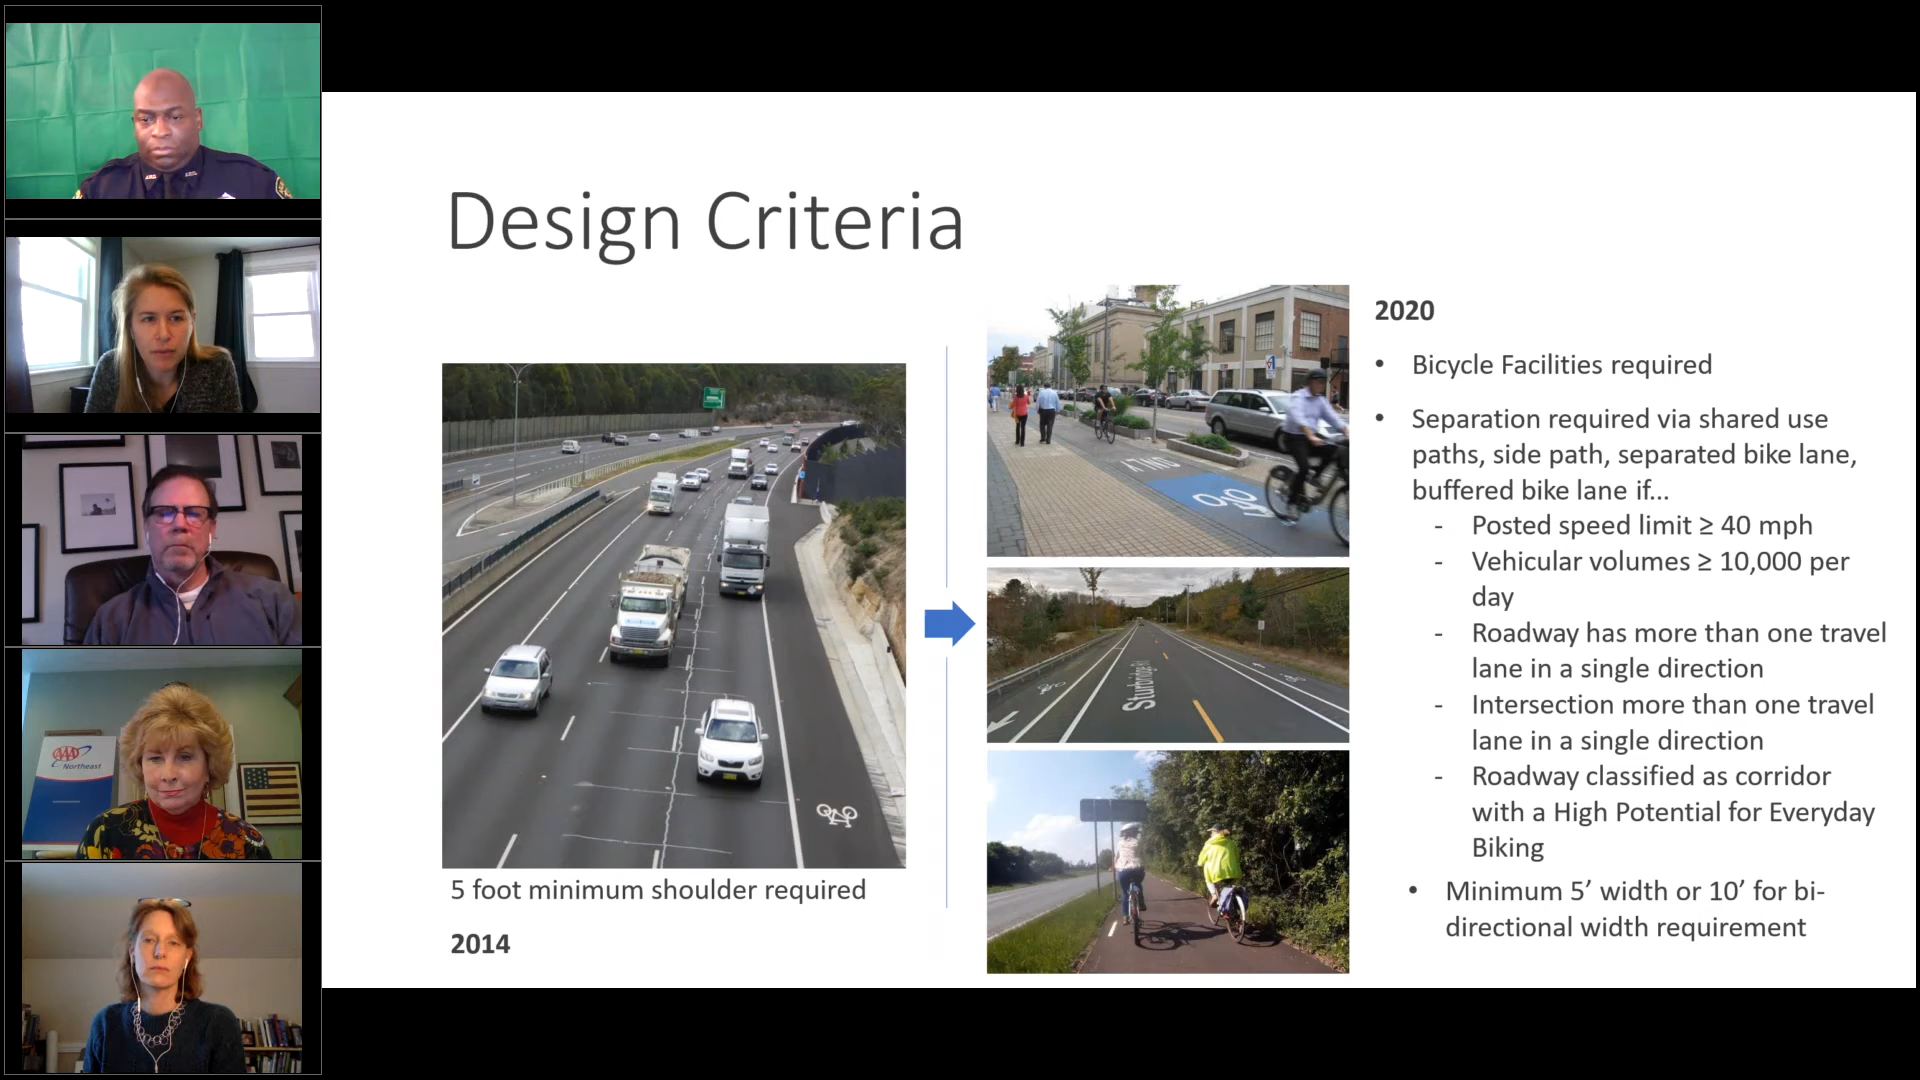 Design Criteria
5 foot minimum shoulder required
2014
ONLY
Sturbridge Rd
2020
• Bicycle Facilities required
• Separation required via shared use
paths, side path, separated bike lane,
buffered bike lane if...
- Posted speed limit ≥ 40 mph
- Vehicular volumes ≥ 10,000 per
day
- Roadway has more than one travel
lane in a single direction
- Intersection more than one travel
lane in a single direction
- Roadway classified as corridor
with a High Potential for Everyday
Biking
• Minimum 5’ width or 10’ for bi-
directional width requirement
AAA
Northeast